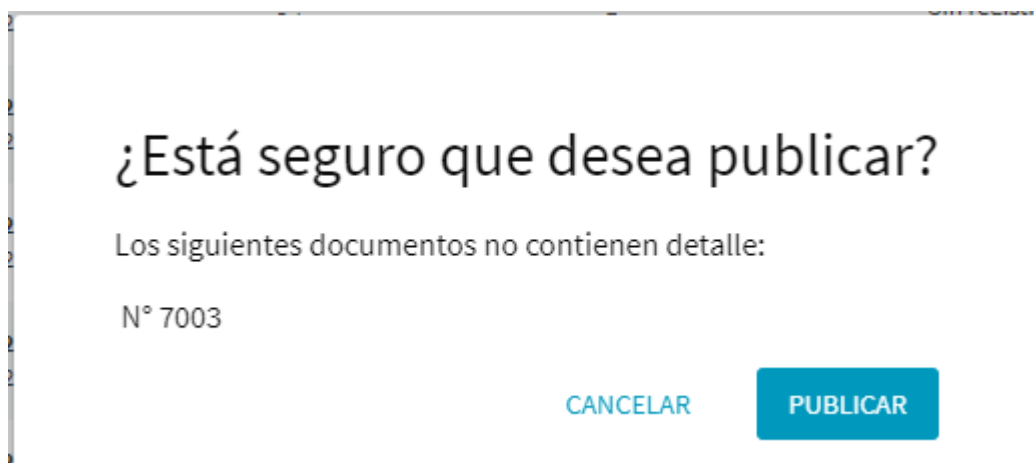 ¿Está seguro que desea publicar?
Los siguientes documentos no contienen detalle:
N° 7003
CANCELAR PUBLICAR